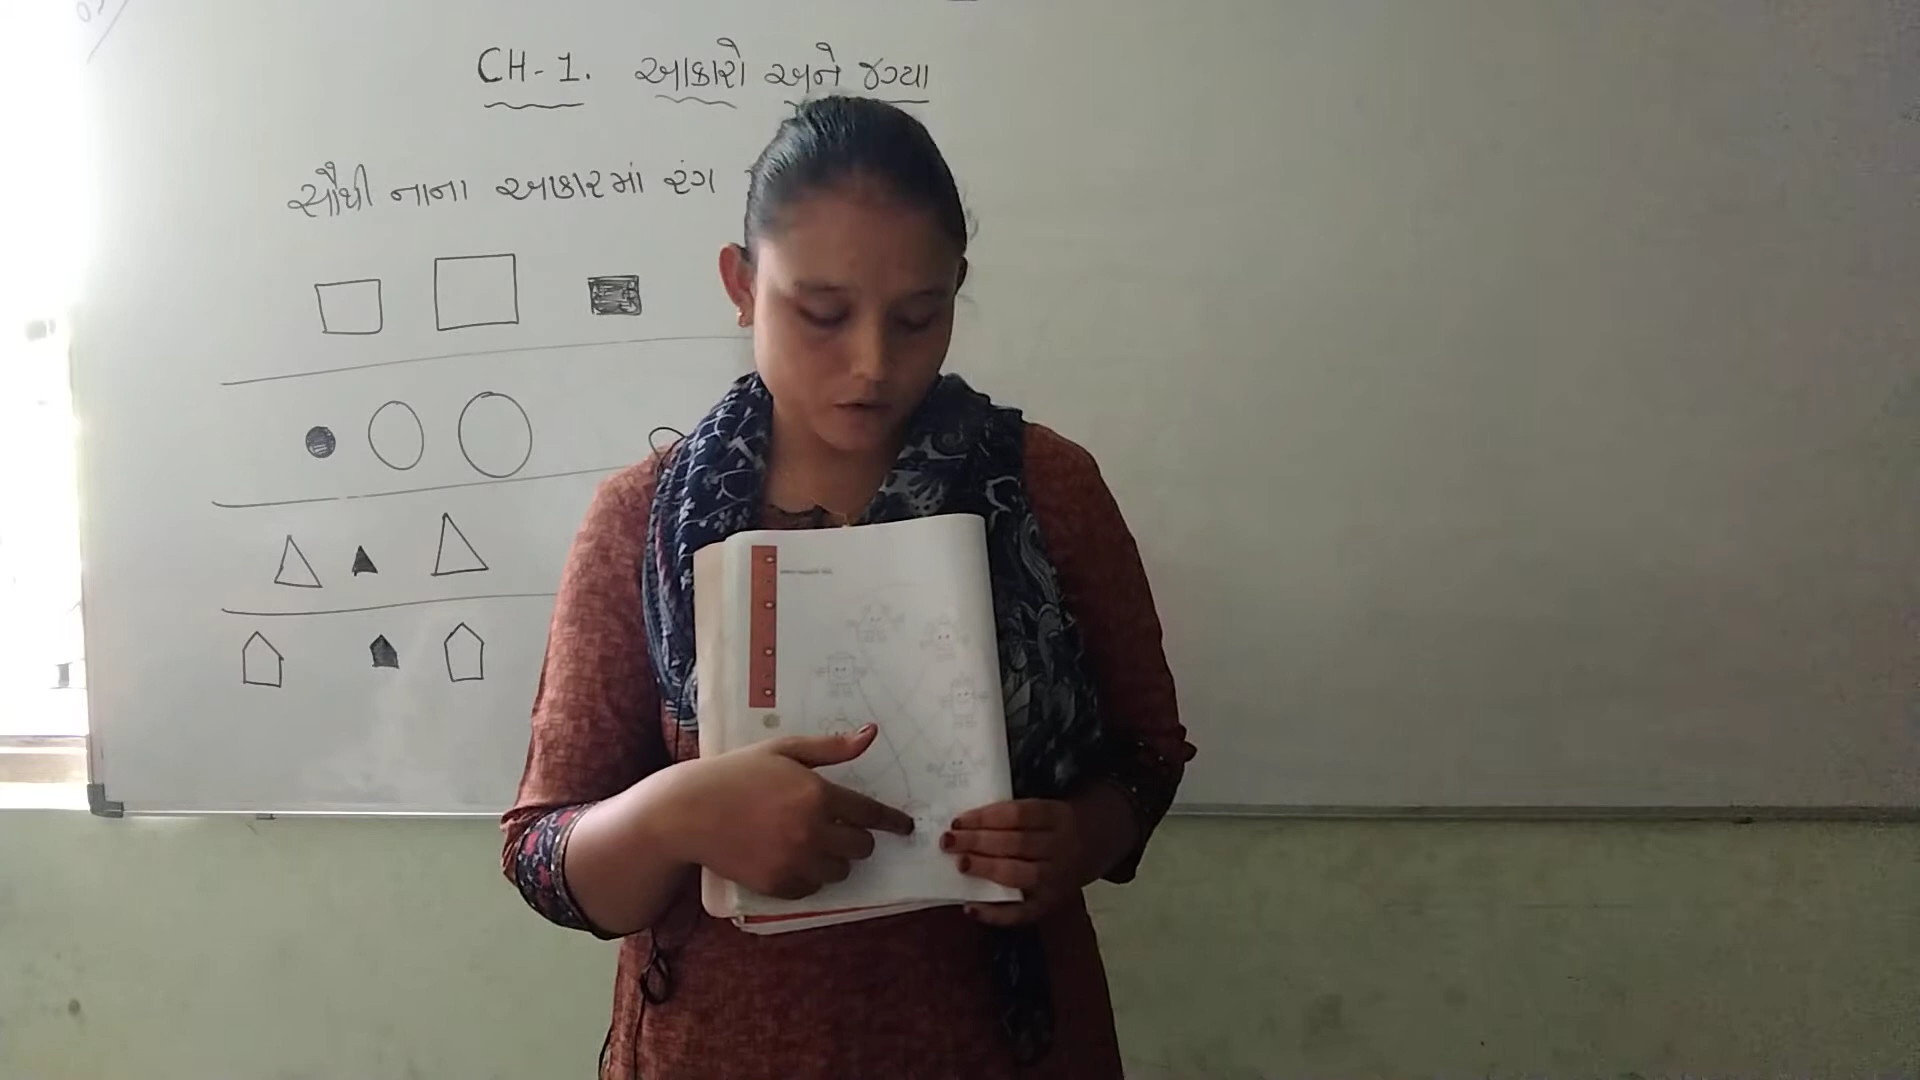 CH-1. આકારો અને જગ્યા
સૌથી નાના આકારમાં રંગ